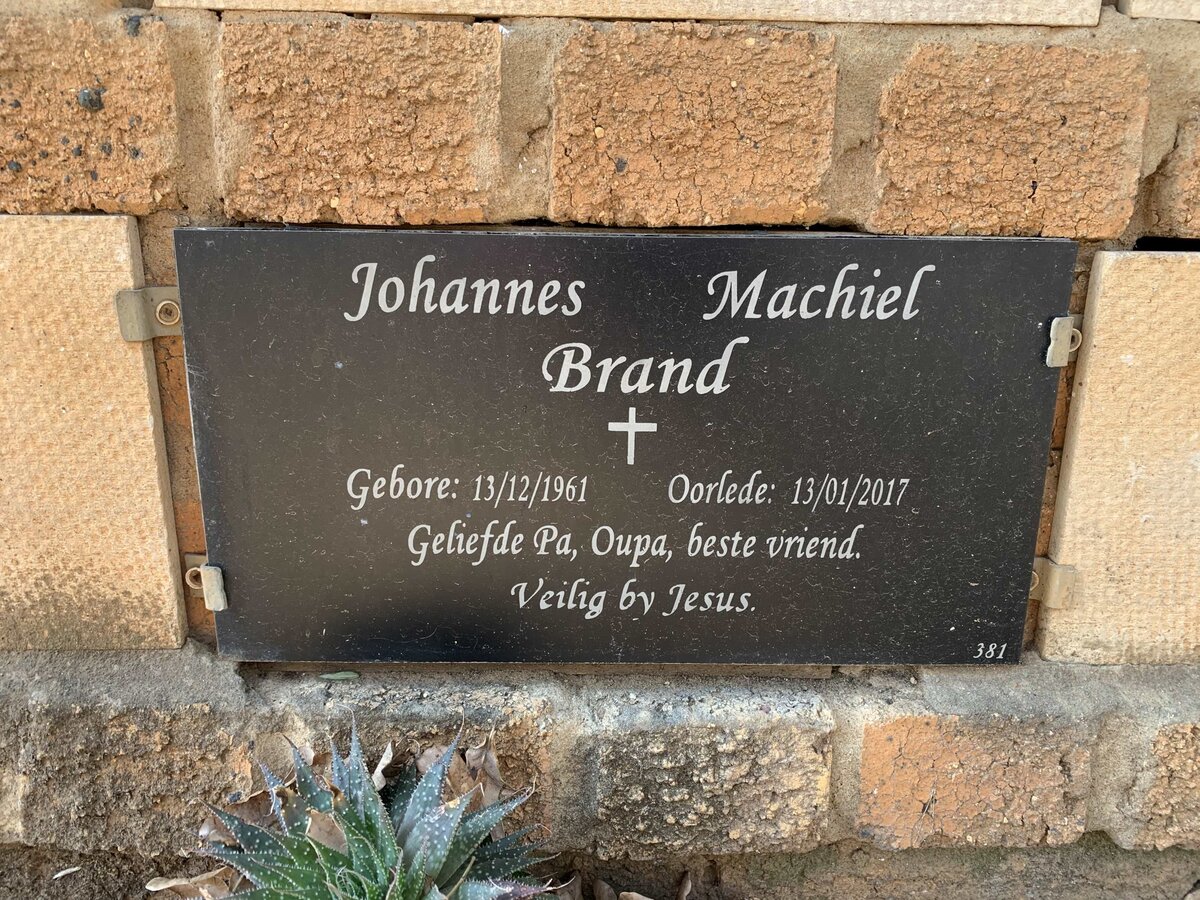 Johannes Machiel
Brand
Gebore: 13/12/1961 Oorlede: 13/01/2017
Geliefde Pa, Oupa, beste vriend.
Veilig by Jesus.
381